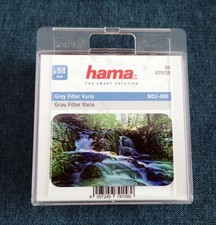 hama.
THE SMART SOLUTION
58
Grey Filter Vario
ND2-400
Grau Filter Vario